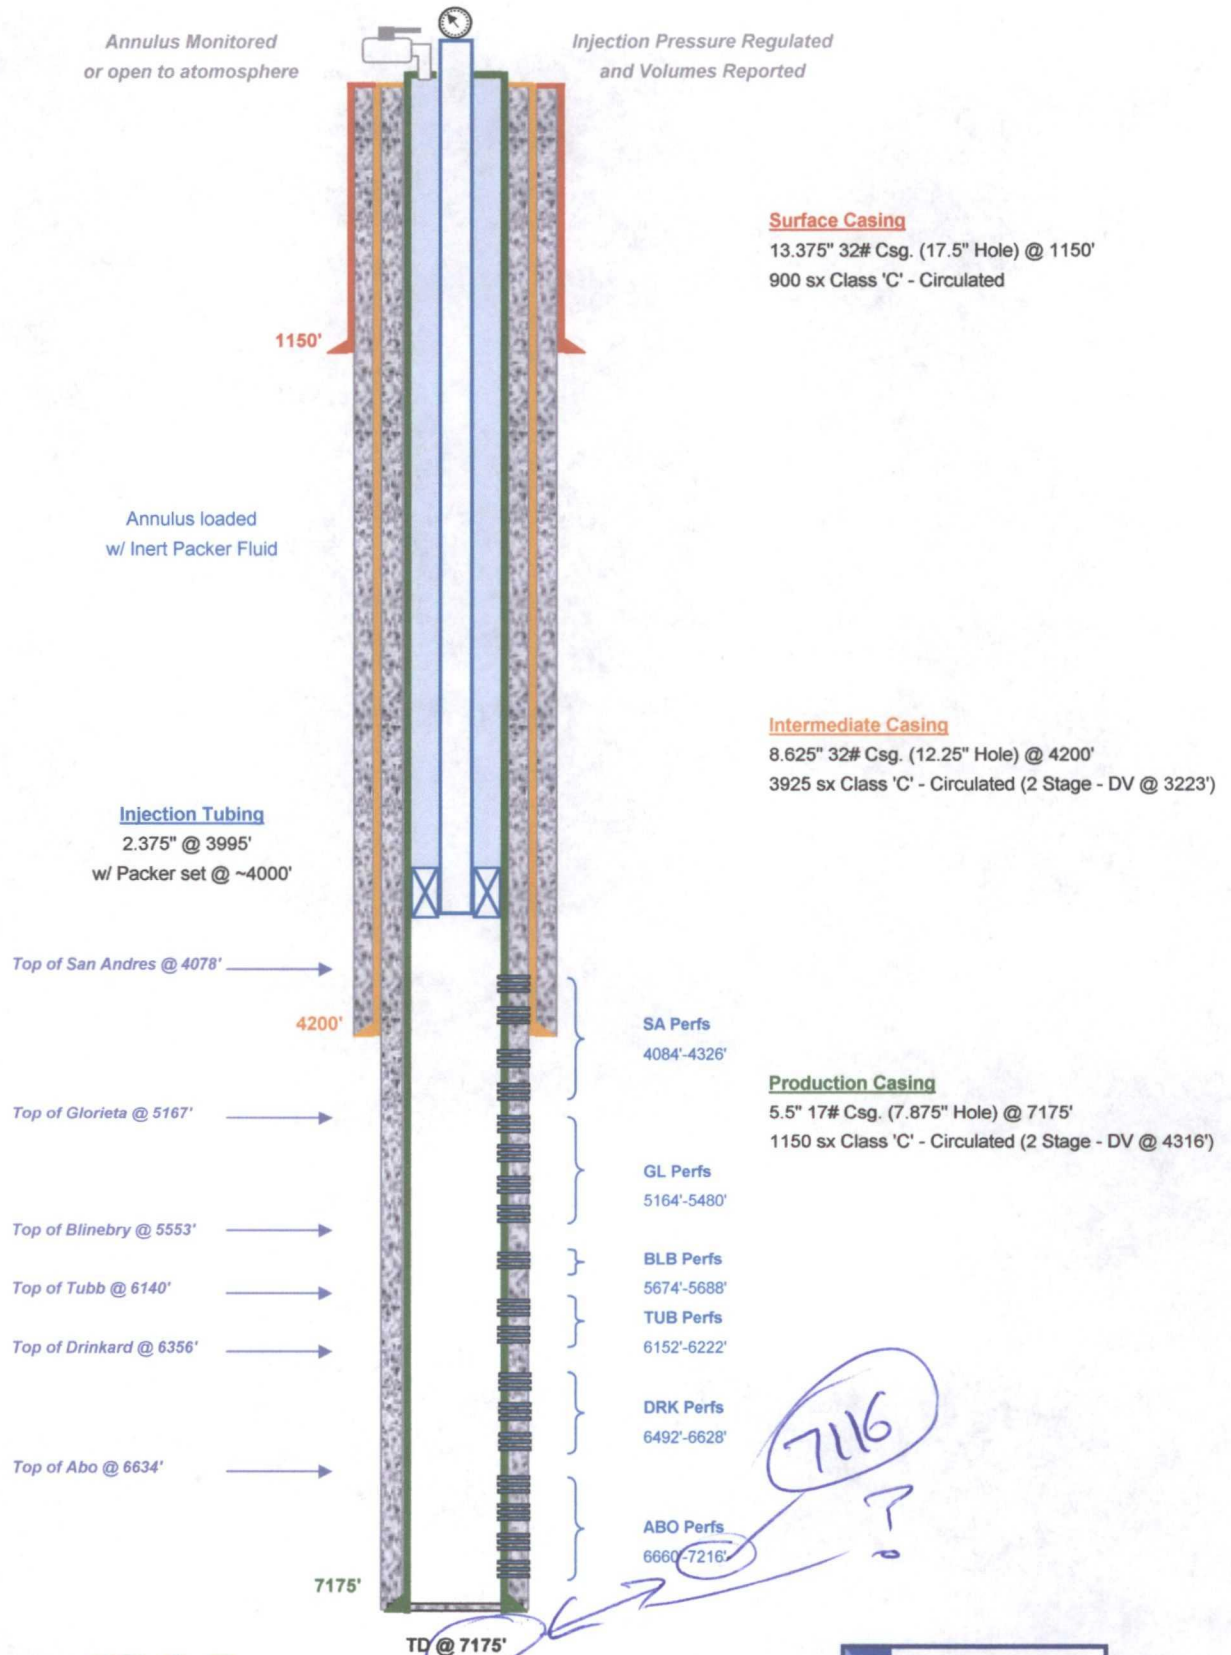 Annulus Monitored
or open to atomosphere
Injection Pressure Regulated
and Volumes Reported
Surface Casing
13.375" 32# Csg. (17.5" Hole) @ 1150'
900 sx Class 'C' - Circulated
1150'
Annulus loaded
w/ Inert Packer Fluid
Intermediate Casing
8.625" 32# Csg. (12.25" Hole) @ 4200'
3925 sx Class 'C' - Circulated (2 Stage - DV @ 3223')
Injection Tubing
2.375" @ 3995'
w/ Packer set @ ~4000'
Top of San Andres @ 4078'
4200'
SA Perfs
4084'-4326'
Production Casing
5.5" 17# Csg. (7.875" Hole) @ 7175'
1150 sx Class 'C' - Circulated (2 Stage - DV @ 4316')
Top of Glorieta @ 5167'
GL Perfs
5164'-5480'
Top of Blinebry @ 5553'
BLB Perfs
5674'-5688'
Top of Tubb @ 6140'
TUB Perfs
6152'-6222'
Top of Drinkard @ 6356'
DRK Perfs
6492'-6628'
7116
?
Top of Abo @ 6634'
ABO Perfs
6660'-7216'
7175'
TD @ 7175'